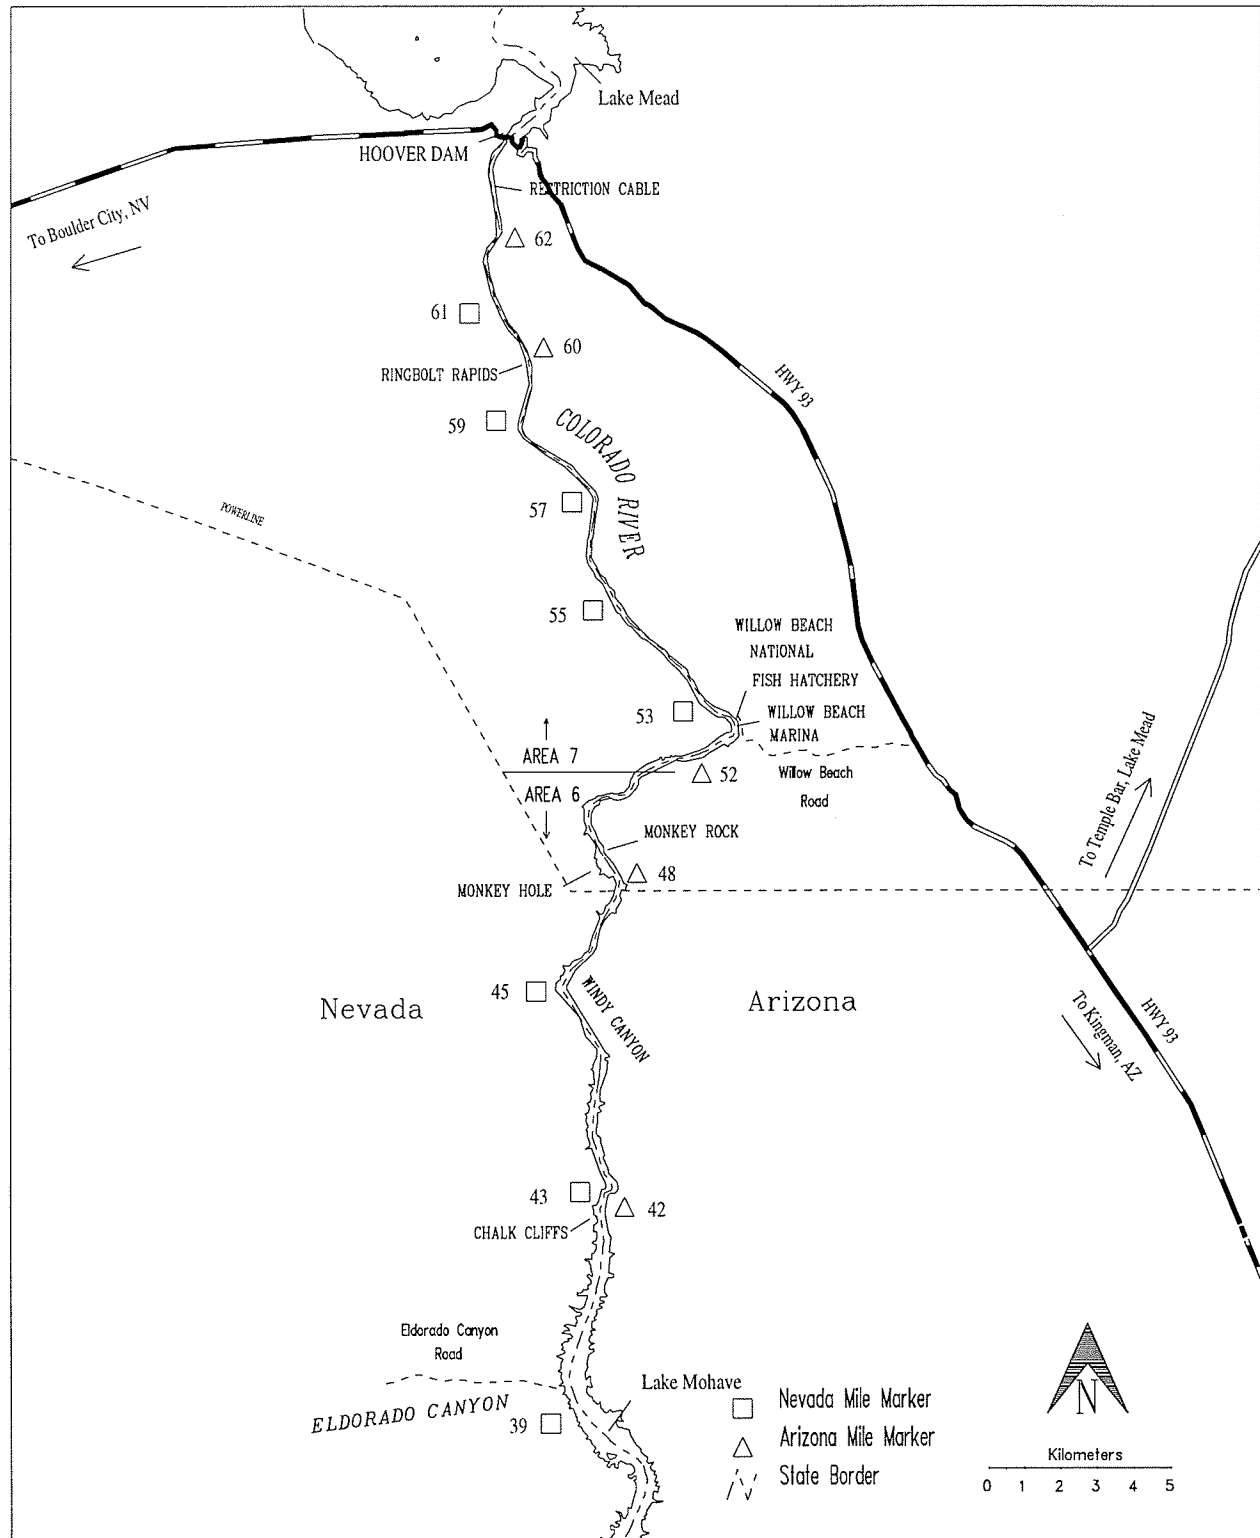 Lake Mead
HOOVER DAM
RESTRICTION CABLE
To Boulder City, NV
62
61
60
RINGBOLT RAPIDS
HWY 93
59
COLORADO RIVER
57
POWERLINE
55
WILLOW BEACH
NATIONAL
FISH HATCHERY
53
WILLOW BEACH
MARINA
AREA 7
52
Willow Beach
Road
AREA 6
To Temple Bar, Lake Mead
MONKEY ROCK
48
MONKEY HOLE
45
WINDY CANYON
Nevada
Arizona
To Kingman, AZ
HWY 93
43
42
CHALK CLIFFS
Eldorado Canyon
Road
Lake Mohave
ELDORADO CANYON
39
Nevada Mile Marker
Arizona Mile Marker
State Border
N
Kilometers
0 1 2 3 4 5